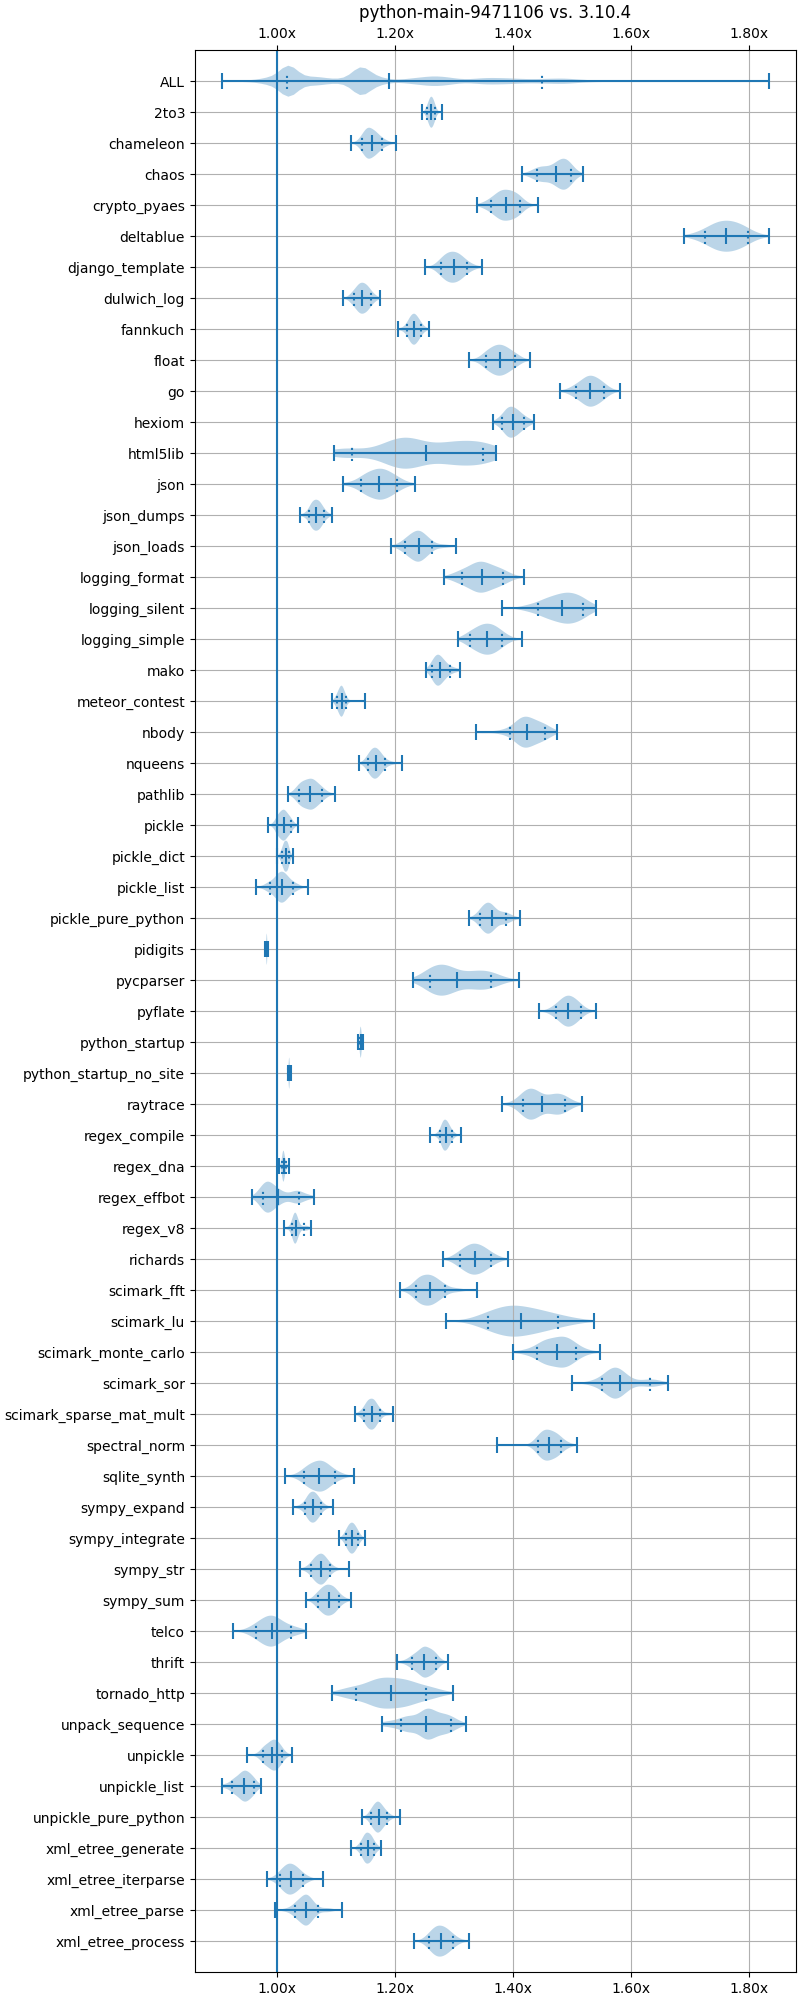 python-main-9471106 vs. 3.10.4
1.00x 1.20x 1.40x 1.60x 1.80x
ALL
2to3
chameleon
chaos
crypto_pyaes
deltablue
django_template
dulwich_log
fannkuch
float
go
hexiom
html5lib
json
json_dumps
json_loads
logging_format
logging_silent
logging_simple
mako
meteor_contest
nbody
nqueens
pathlib
pickle
pickle_dict
pickle_list
pickle_pure_python
pidigits
pycparser
pyflate
python_startup
python_startup_no_site
raytrace
regex_compile
regex_dna
regex_effbot
regex_v8
richards
scimark_fft
scimark_lu
scimark_monte_carlo
scimark_sor
scimark_sparse_mat_mult
spectral_norm
sqlite_synth
sympy_expand
sympy_integrate
sympy_str
sympy_sum
telco
thrift
tornado_http
unpack_sequence
unpickle
unpickle_list
unpickle_pure_python
xml_etree_generate
xml_etree_iterparse
xml_etree_parse
xml_etree_process
1.00x 1.20x 1.40x 1.60x 1.80x